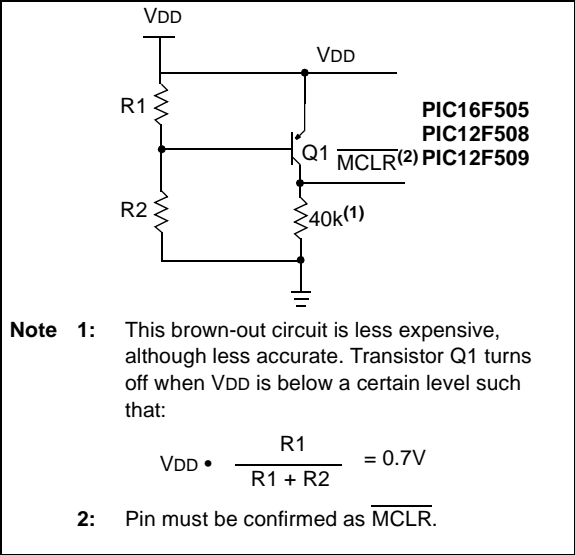 VDD
VDD
R1
PIC16F505
PIC12F508
Q1 MCLR(2) PIC12F509
R2
40k(1)
Note 1: This brown-out circuit is less expensive,
although less accurate. Transistor Q1 turns
off when VDD is below a certain level such
that:
VDD • R1 / R1 + R2 = 0.7V
2: Pin must be confirmed as MCLR.